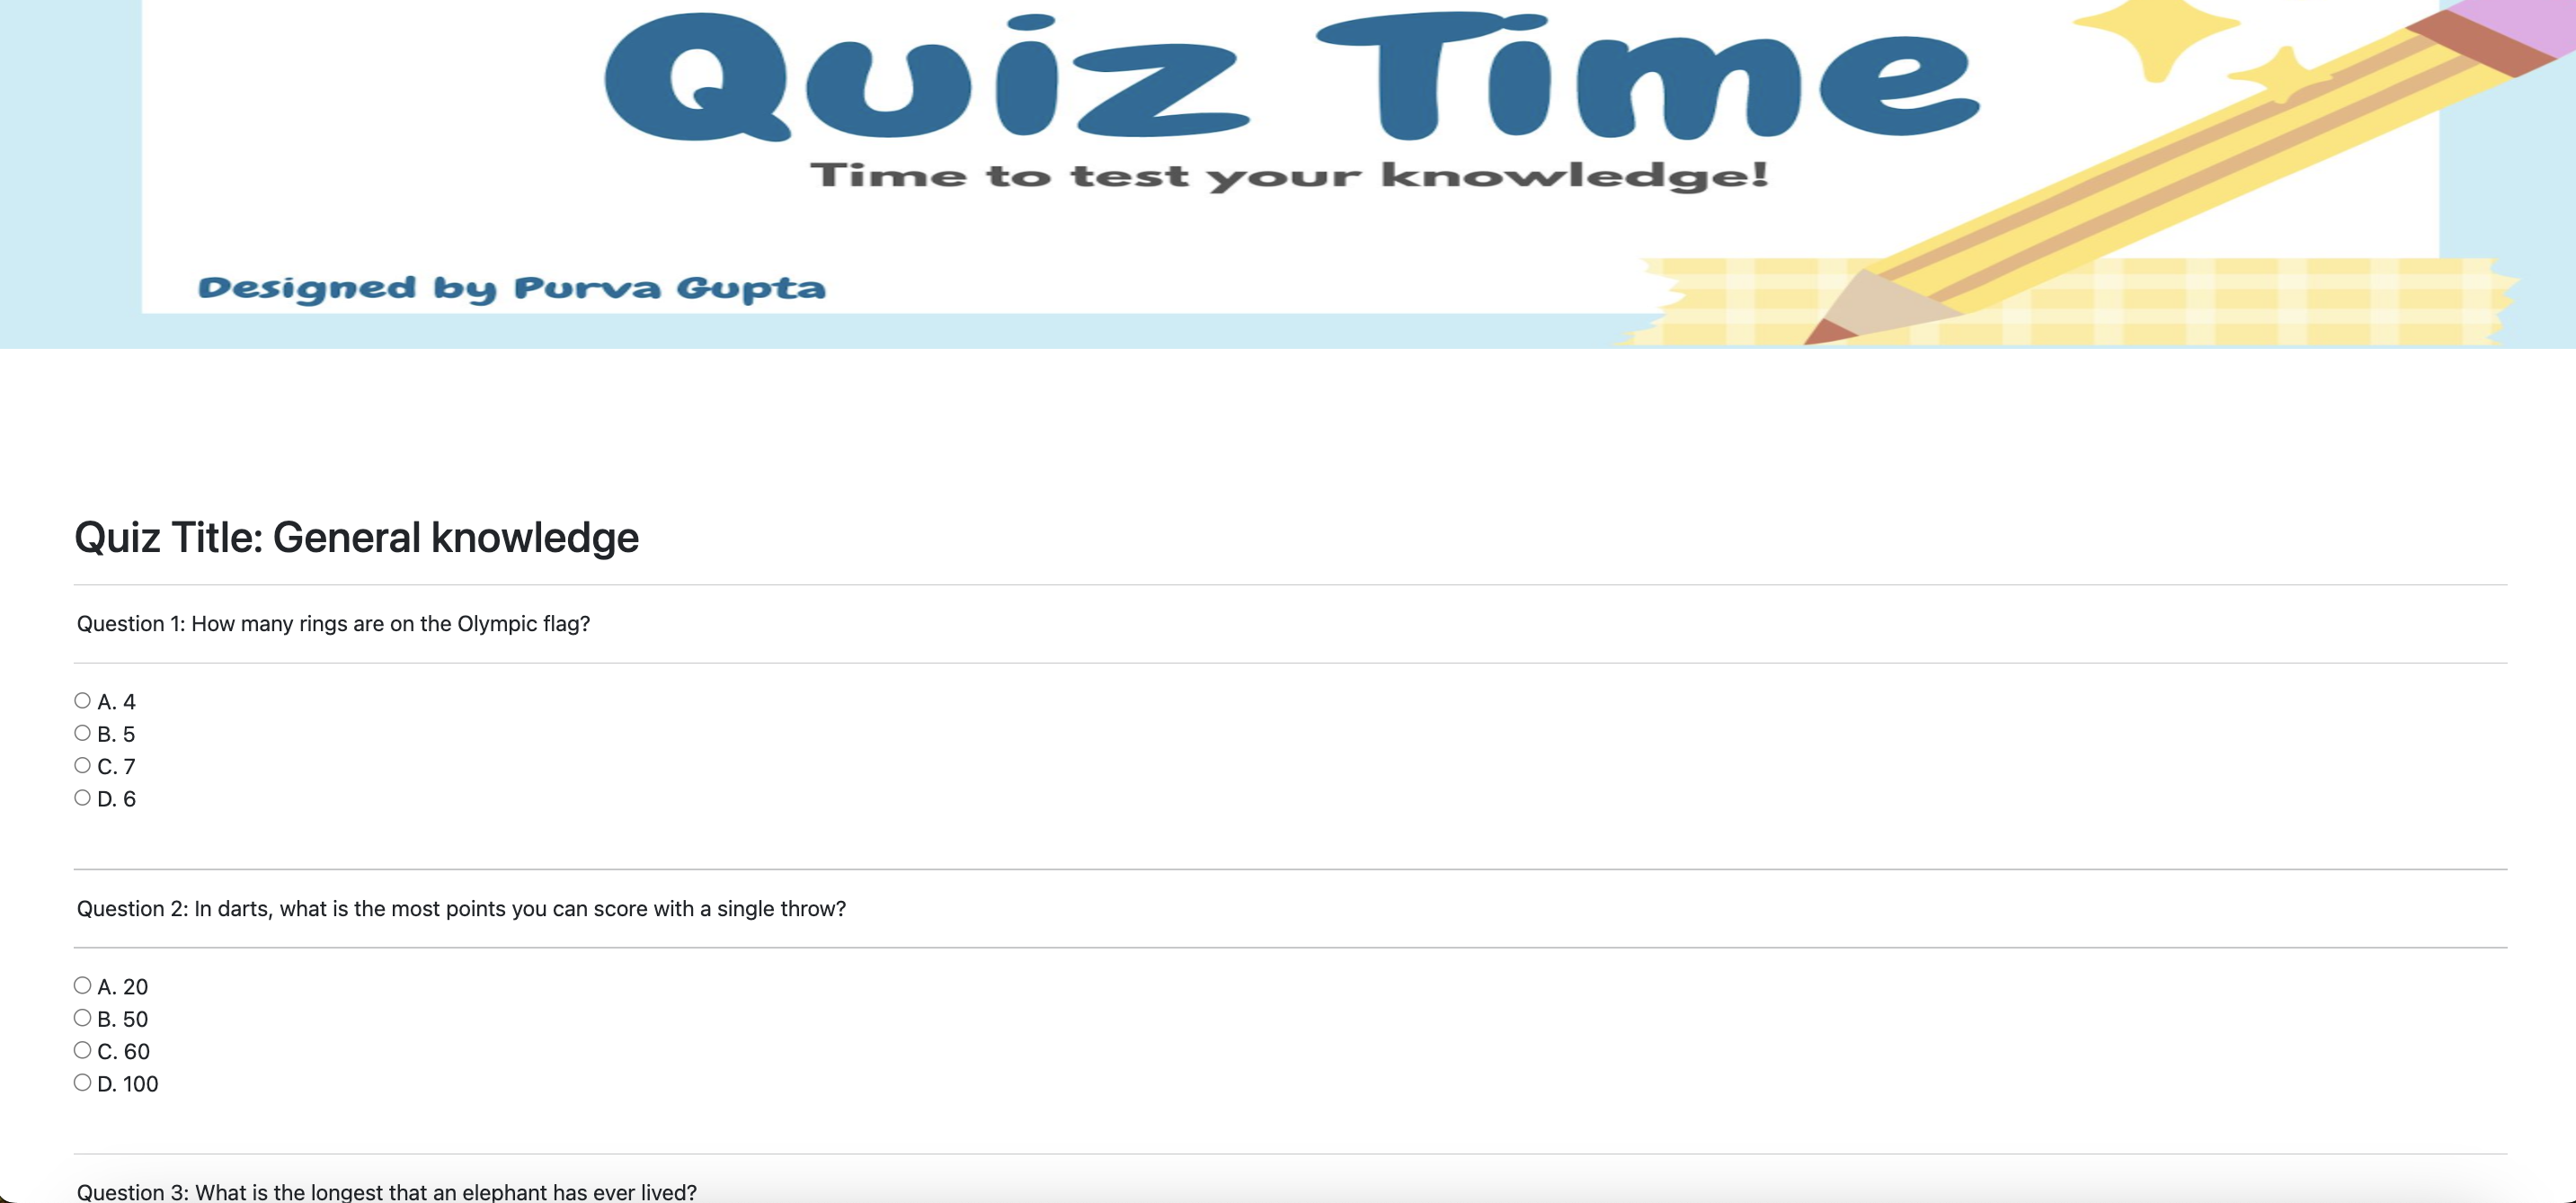 Quiz Time
Time to test your knowledge!
Designed by Purva Gupta
Quiz Title: General knowledge
Question 1: How many rings are on the Olympic flag?
A. 4
B. 5
C. 7
D. 6
Question 2: In darts, what is the most points you can score with a single throw?
A. 20
B. 50
C. 60
D. 100
Question 3: What is the longest that an elephant has ever lived?